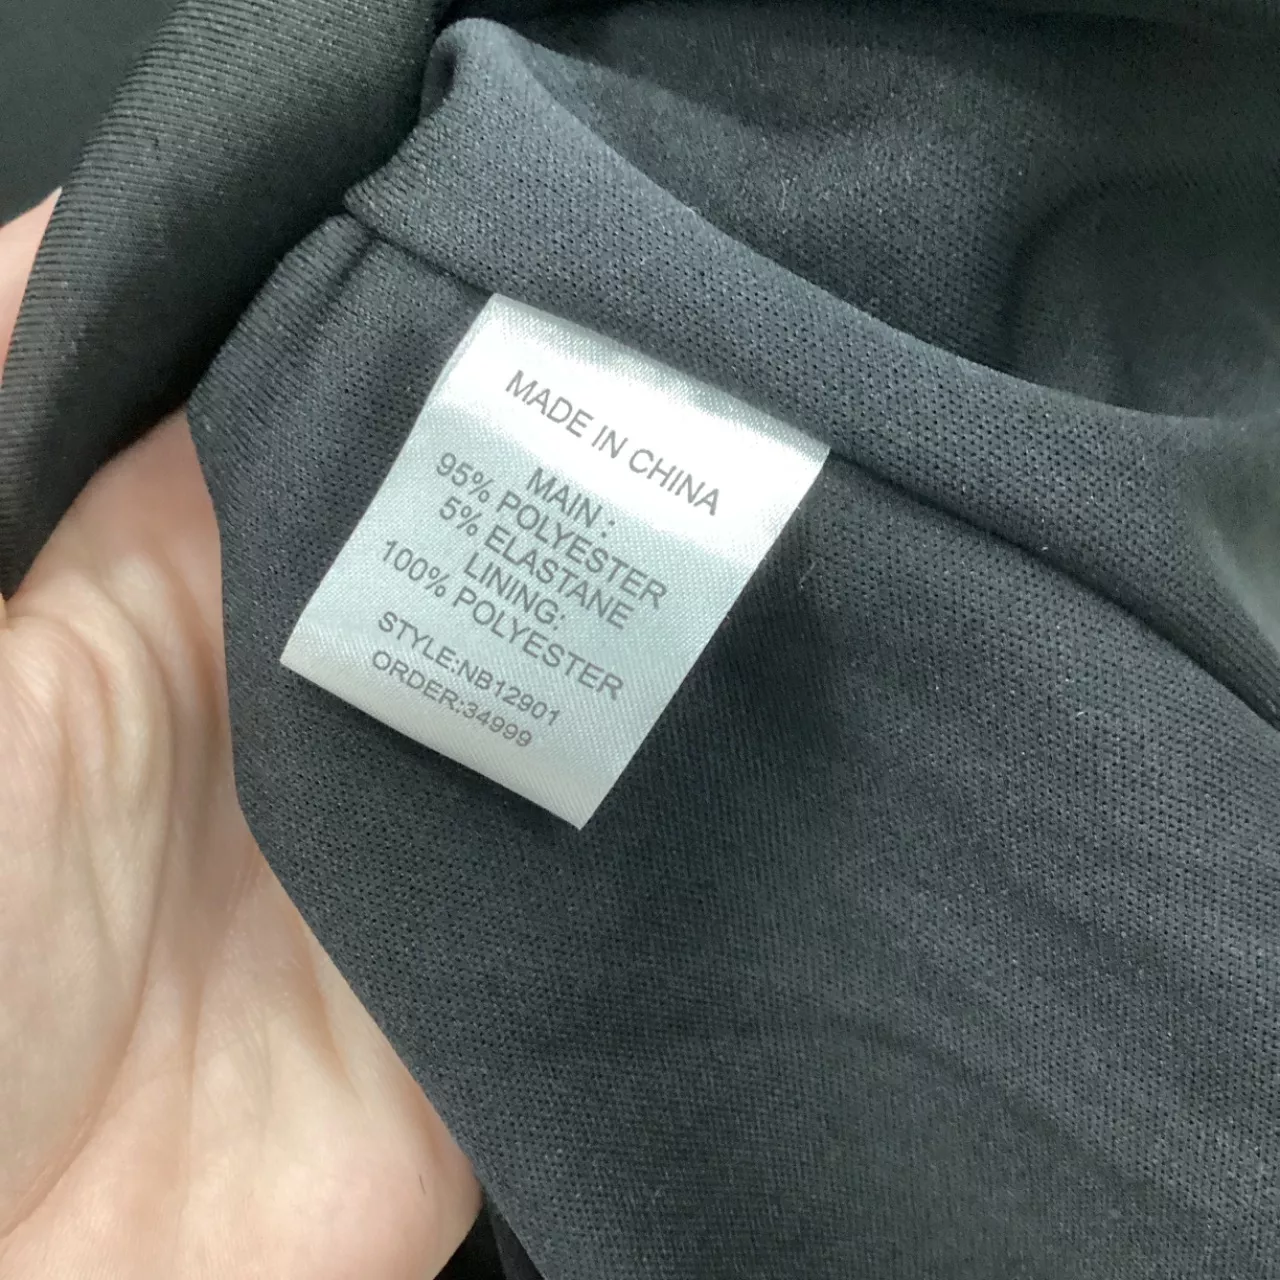 MADE IN CHINA
MAIN :
95% POLYESTER
5% ELASTANE
LINING:
100% POLYESTER
STYLE:NB12901
ORDER:34999